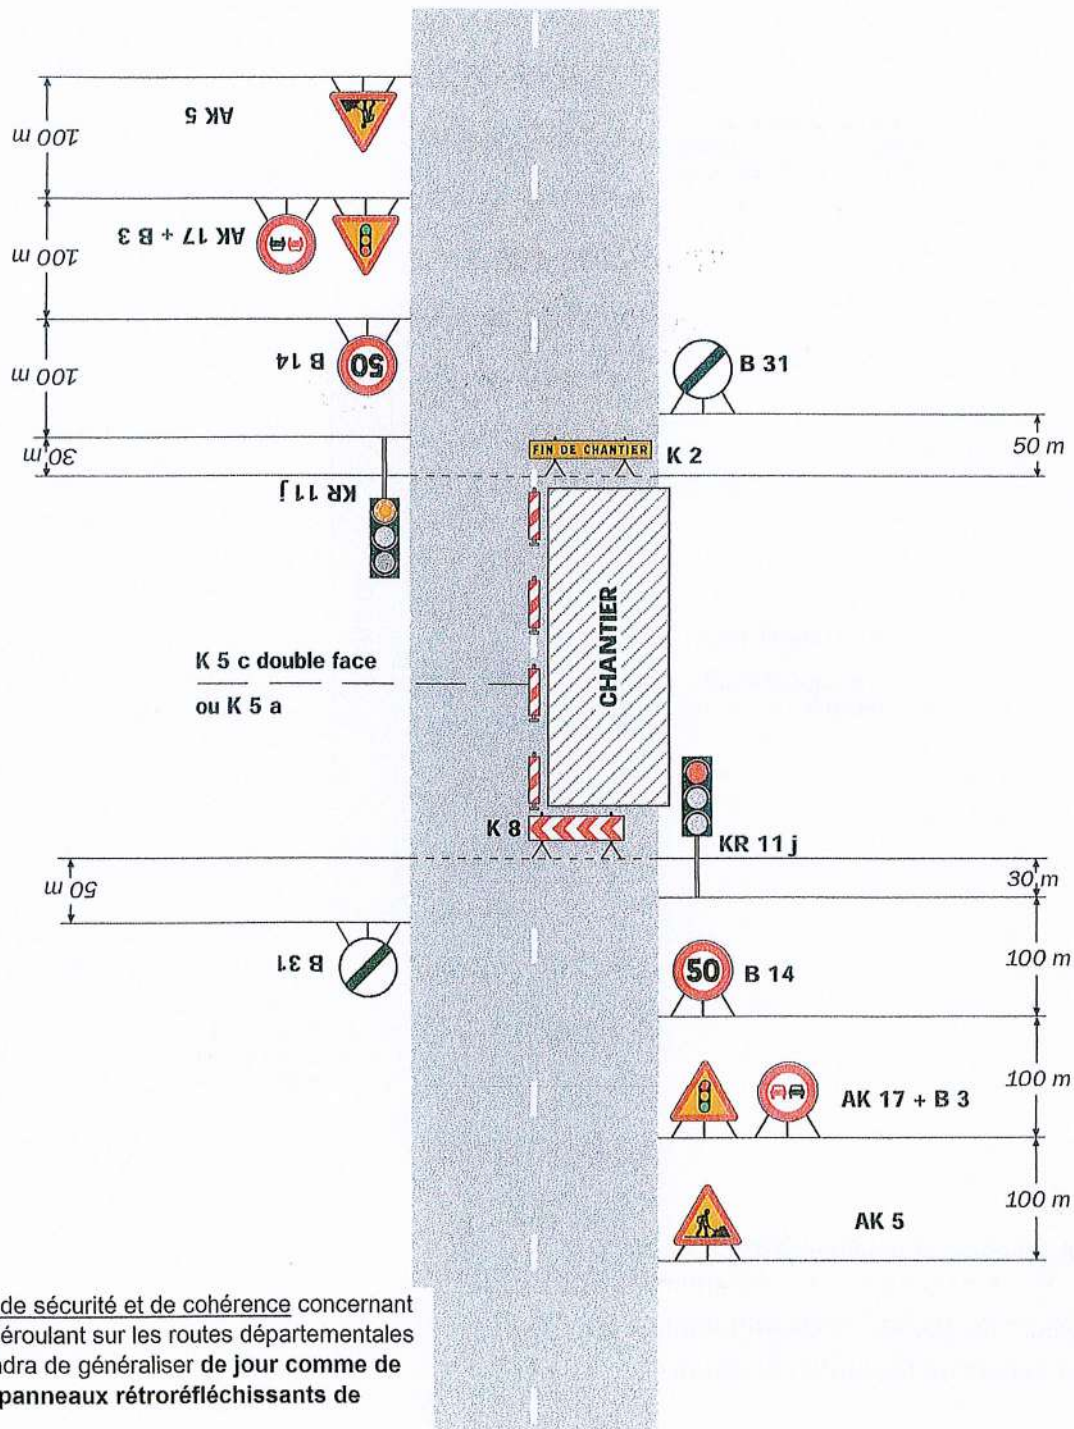 100 m
AK 5
100 m
AK 17 + B 3
100 m
50
B 14
B 31
30 m
FIN DE CHANTIER
K 2
50 m
KR 11 j
K 5 c double face
ou K 5 a
CHANTIER
K 8
KR 11 j
50 m
30 m
B 31
50
B 14
100 m
AK 17 + B 3
100 m
AK 5
100 m
de sécurité et de cohérence concernant
éroulant sur les routes départementales
dra de généraliser de jour comme de
panneaux rétroréfléchissants de